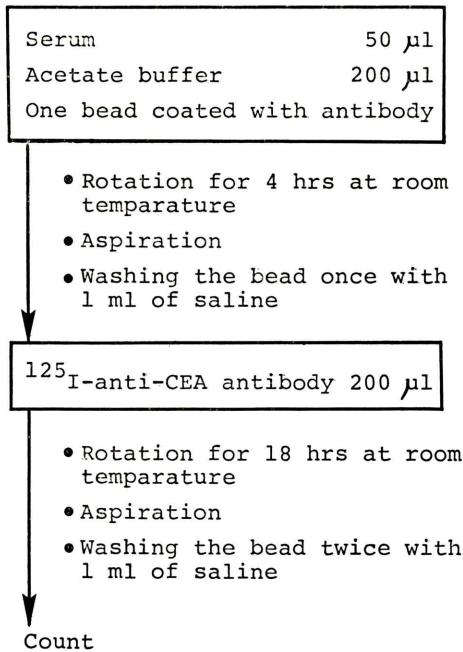 Serum 50 µl
Acetate buffer 200 µl
One bead coated with antibody
• Rotation for 4 hrs at room
temparature
• Aspiration
• Washing the bead once with
1 ml of saline
125I-anti-CEA antibody 200 µl
• Rotation for 18 hrs at room
temparature
• Aspiration
• Washing the bead twice with
1 ml of saline
Count